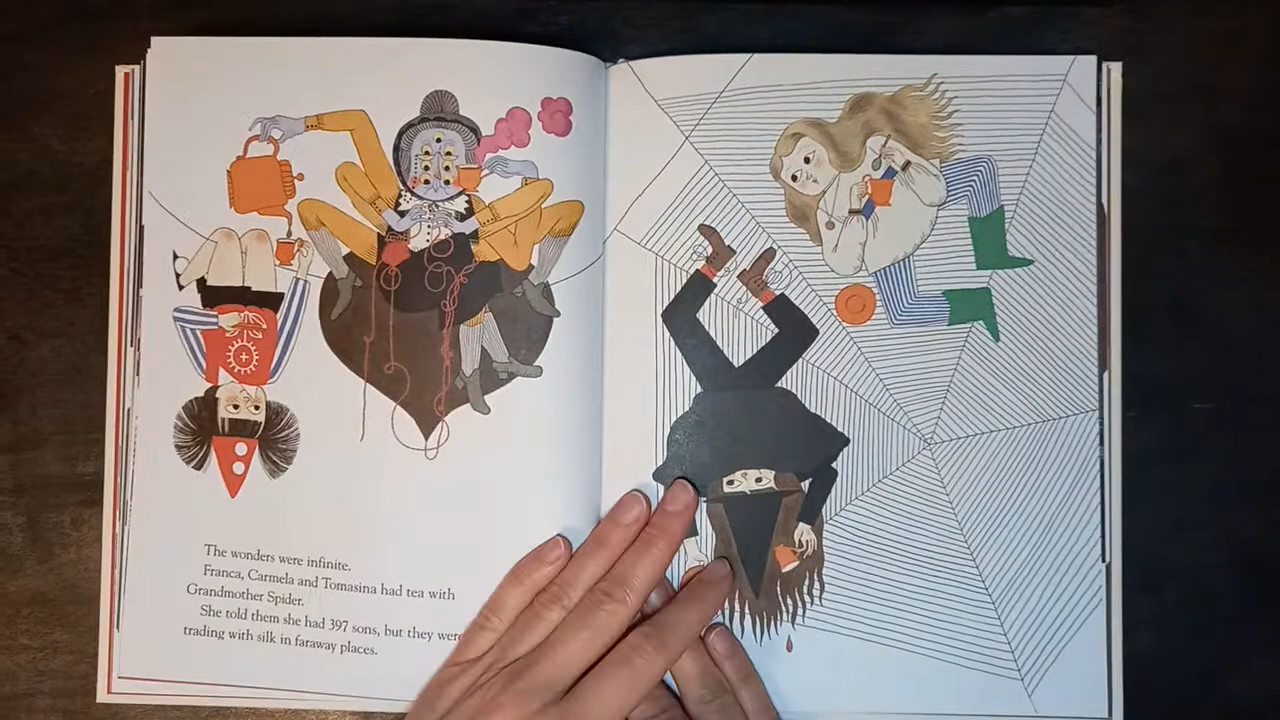 The wonders were infinite.
Franca, Carmela and Tomasina had tea with
Grandmother Spider.
She told them she had 397 sons, but they were
trading with silk in faraway places.